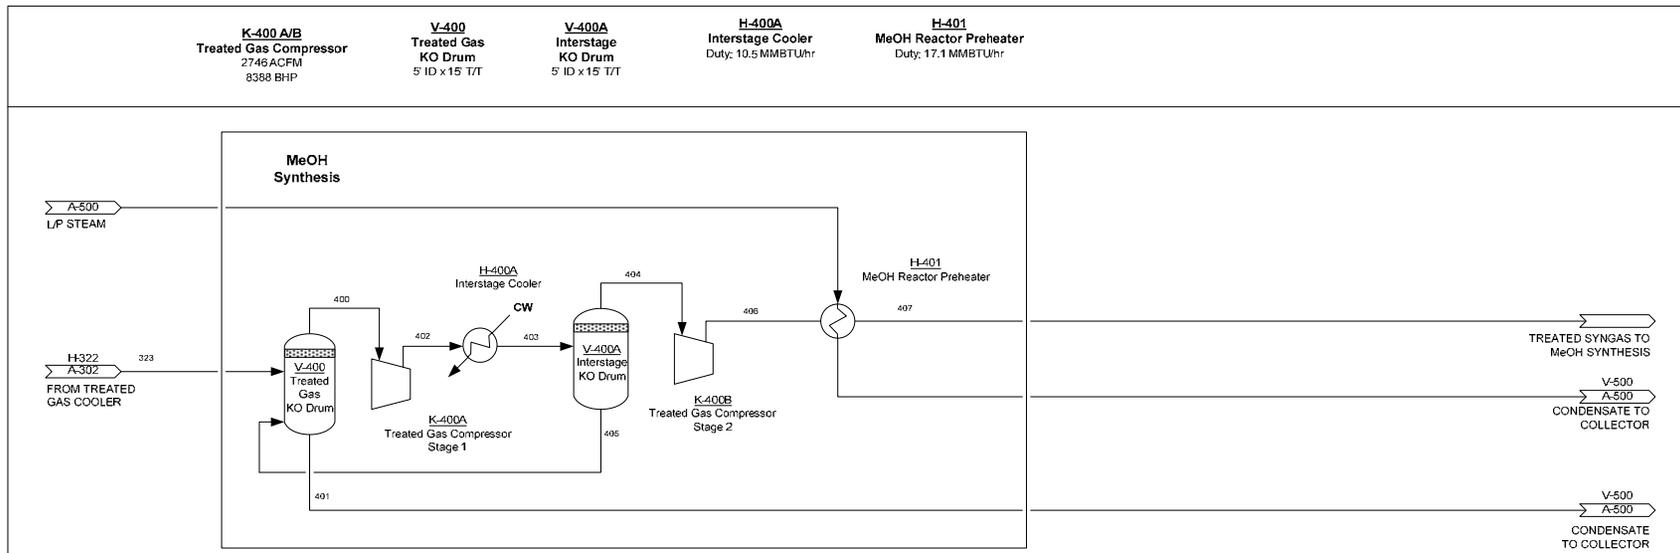 K-400 A/B
Treated Gas Compressor
2746 ACFM
8388 BHP
V-400
Treated Gas
KO Drum
5' ID x 15' T/T
V-400A
Interstage
KO Drum
5' ID x 15' T/T
H-400A
Interstage Cooler
Duty: 10.5 MMBTU/hr
H-401
MeOH Reactor Preheater
Duty: 17.1 MMBTU/hr
MeOH
Synthesis
A-500
L/P STEAM
H-322
A-302
FROM TREATED
GAS COOLER
323
400
V-400
Treated
Gas
KO Drum
401
402
K-400A
Treated Gas Compressor
Stage 1
H-400A
Interstage Cooler
CW
403
V-400A
Interstage
KO Drum
404
405
K-400B
Treated Gas Compressor
Stage 2
406
H-401
MeOH Reactor Preheater
407
TREATED SYNGAS TO
MeOH SYNTHESIS
V-500
A-500
CONDENSATE TO
COLLECTOR
V-500
A-500
CONDENSATE
TO COLLECTOR